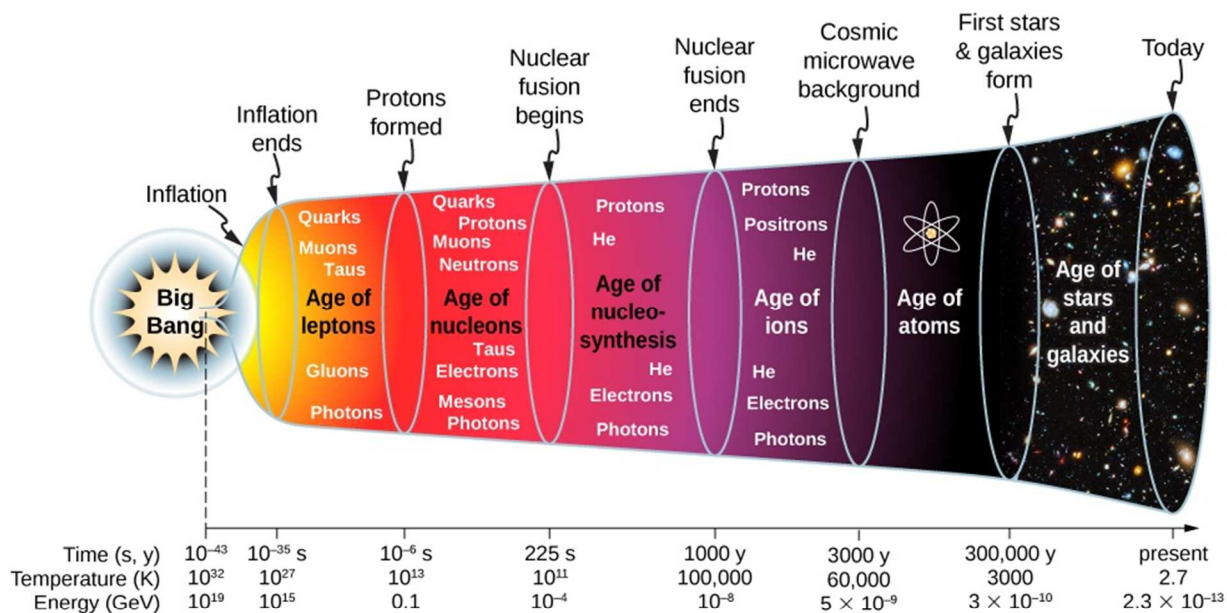 Inflation
Inflation
ends
Protons
formed
Nuclear
fusion
begins
Nuclear
fusion
ends
Cosmic
microwave
background
First stars
& galaxies
form
Today
Big
Bang
Quarks
Muons
Taus
Age of
leptons
Gluons
Photons
Quarks
Protons
Muons
Neutrons
Age of
nucleons
Taus
Electrons
Mesons
Photons
Protons
He
Age of
nucleo-
synthesis
He
Electrons
Photons
Protons
Positrons
He
Age of
ions
He
Electrons
Photons
Age of
atoms
Age of
stars
and
galaxies
Time (s, y) 10⁻⁴³ 10⁻³⁵ s 10⁻⁶ s 225 s 1000 y 3000 y 300,000 y present
Temperature (K) 10³² 10²⁷ 10¹³ 10¹¹ 100,000 60,000 3000 2.7
Energy (GeV) 10¹⁹ 10¹⁵ 0.1 10⁻⁴ 10⁻⁸ 5 × 10⁻⁹ 3 × 10⁻¹⁰ 2.3 × 10⁻¹³